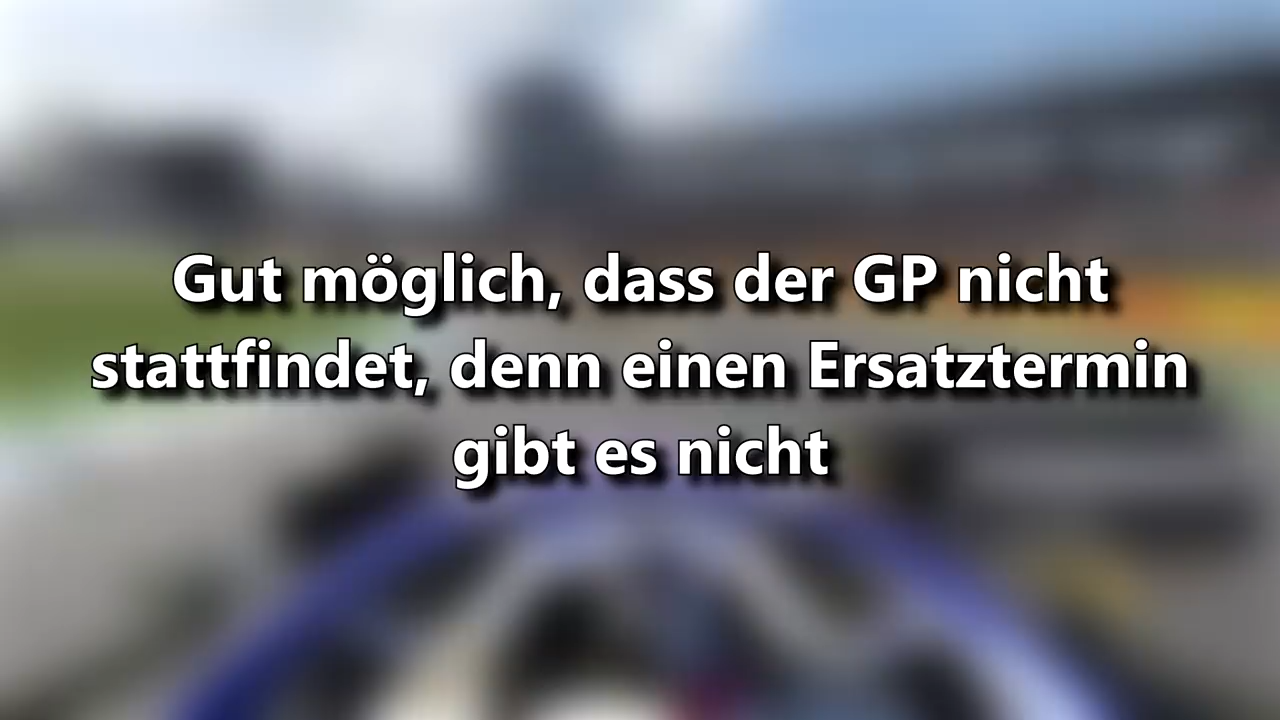 Gut möglich, dass der GP nicht
stattfindet, denn einen Ersatztermin
gibt es nicht